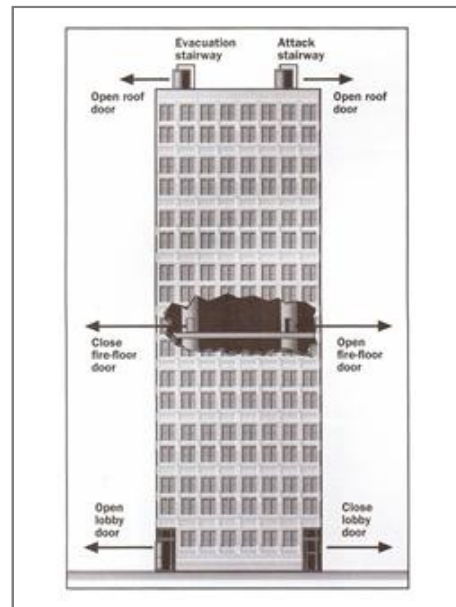 Evacuation
stairway
Attack
stairway
Open roof
door
Open roof
door
Close
fire-floor
door
Open
fire-floor
door
Open
lobby
door
Close
lobby
door